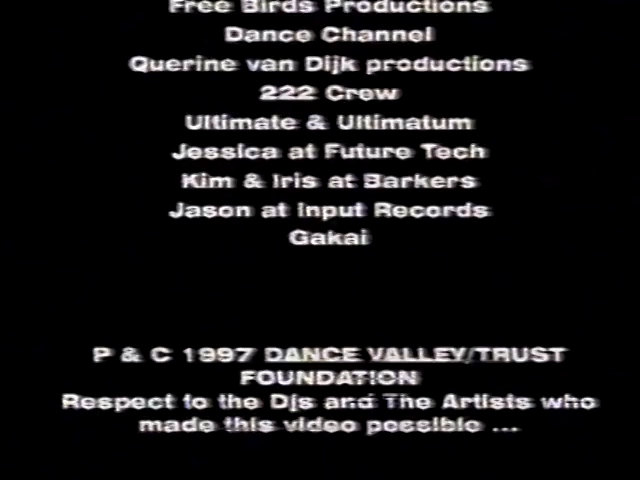 Free Birds Productions
Dance Channel
Querine van Dijk productions
222 Crew
Ultimate & Ultimatum
Jessica at Future Tech
Kim & Iris at Barkers
Jason at Input Records
Gakai
P & C 1997 DANCE VALLEY/TRUST
FOUNDATION
Respect to the Djs and The Artists who
made this video possible ...